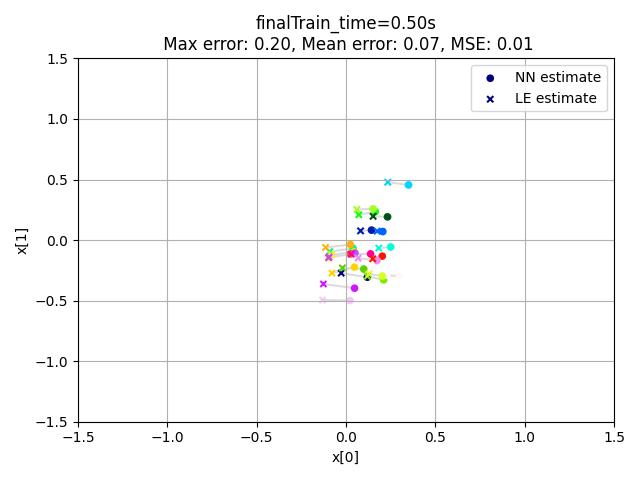 finalTrain_time=0.50s
Max error: 0.20, Mean error: 0.07, MSE: 0.01
1.5
NN estimate
LE estimate
1.0
0.5
x[1]
0.0
−0.5
−1.0
−1.5
−1.5 −1.0 −0.5 0.0 0.5 1.0 1.5
x[0]